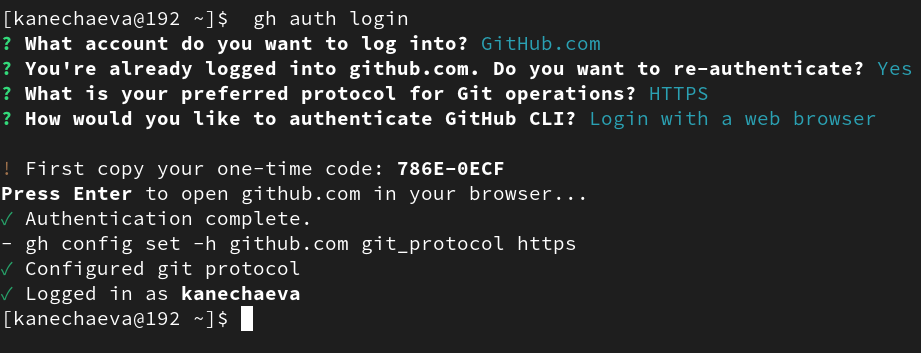 [kanechaeva@192 ~]$  gh auth login
? What account do you want to log into? GitHub.com
? You're already logged into github.com. Do you want to re-authenticate? Yes
? What is your preferred protocol for Git operations? HTTPS
? How would you like to authenticate GitHub CLI? Login with a web browser

! First copy your one-time code: 786E-0ECF
Press Enter to open github.com in your browser...
✓ Authentication complete.
- gh config set -h github.com git_protocol https
✓ Configured git protocol
✓ Logged in as kanechaeva
[kanechaeva@192 ~]$